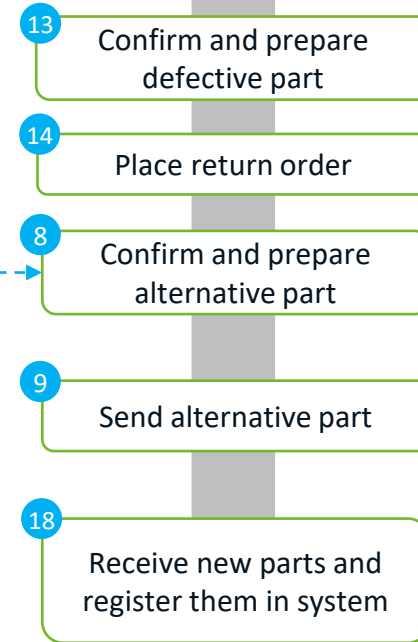 13
Confirm and prepare
defective part
14
Place return order
8
Confirm and prepare
alternative part
9
Send alternative part
18
Receive new parts and
register them in system